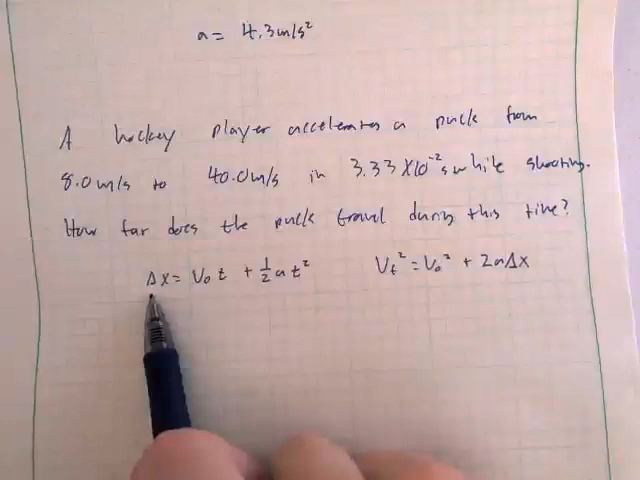 a = 4.3m/s²
A hockey player accelerates a puck from
8.0m/s to 40.0m/s in 3.33 X10⁻²s while shooting.
How far does the puck travel during this time?
Δx = V₀t + ½at² V_f² = V₀² + 2aΔx